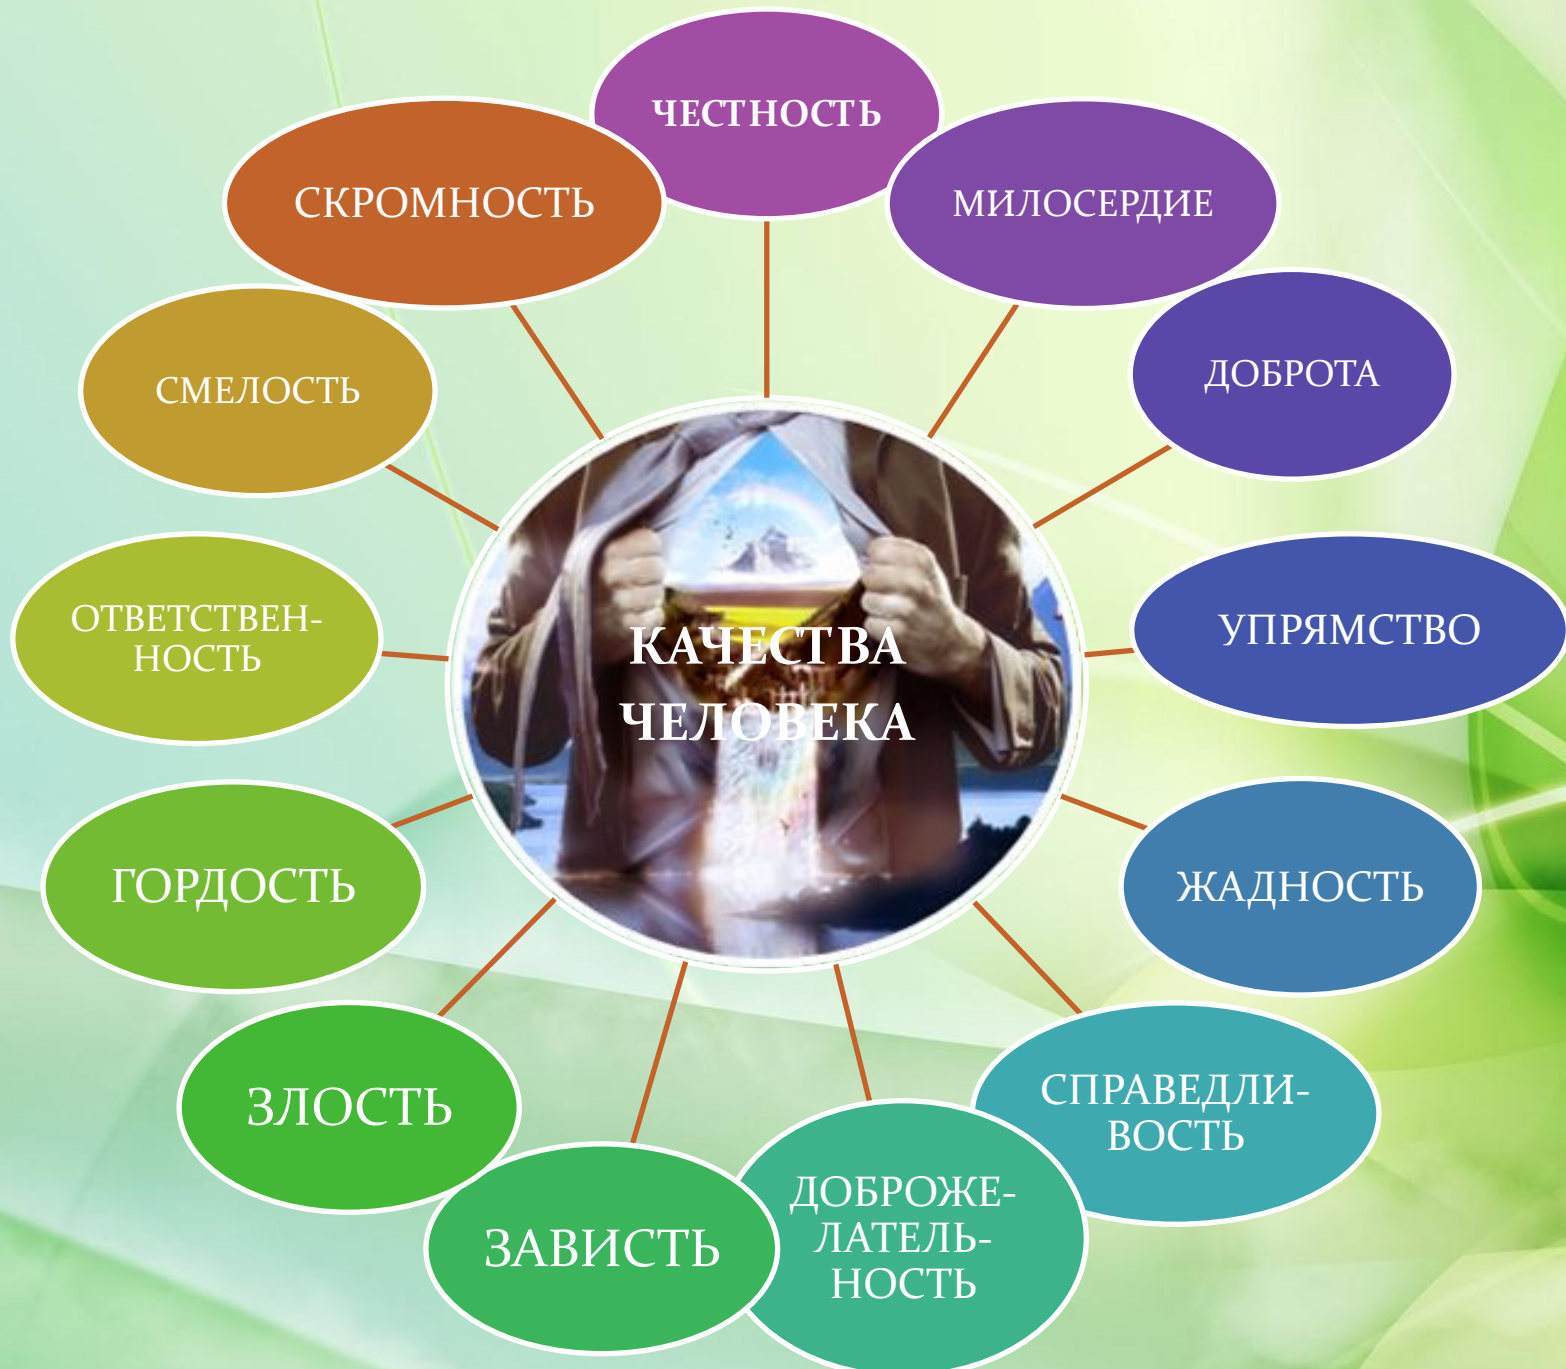 ЧЕСТНОСТЬ
МИЛОСЕРДИЕ
ДОБРОТА
УПРЯМСТВО
ЖАДНОСТЬ
СПРАВЕДЛИ-
ВОСТЬ
ДОБРОЖЕ-
ЛАТЕЛЬ-
НОСТЬ
ЗАВИСТЬ
ЗЛОСТЬ
ГОРДОСТЬ
ОТВЕТСТВЕН-
НОСТЬ
СМЕЛОСТЬ
СКРОМНОСТЬ
КАЧЕСТВА
ЧЕЛОВЕКА